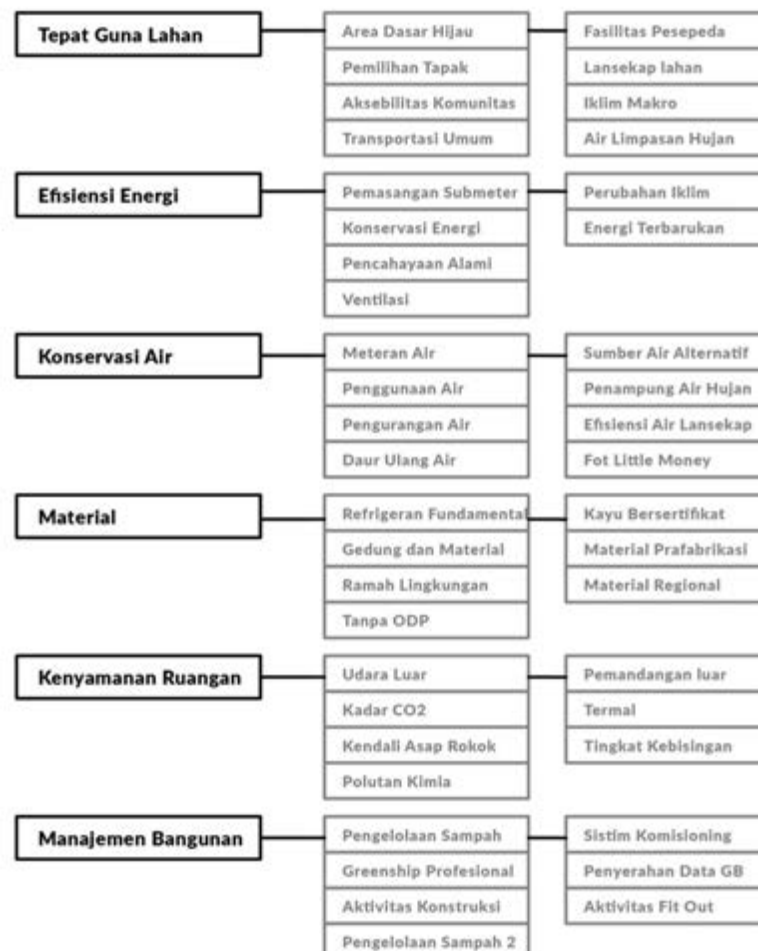 Tepat Guna Lahan
Area Dasar Hijau
Pemilihan Tapak
Aksebilitas Komunitas
Transportasi Umum
Fasilitas Pesepeda
Lansekap lahan
Iklim Makro
Air Limpasan Hujan
Efisiensi Energi
Pemasangan Submeter
Konservasi Energi
Pencahayaan Alami
Ventilasi
Perubahan Iklim
Energi Terbarukan
Konservasi Air
Meteran Air
Penggunaan Air
Pengurangan Air
Daur Ulang Air
Sumber Air Alternatif
Penampung Air Hujan
Efisiensi Air Lansekap
Fot Little Money
Material
Refrigeran Fundamental
Gedung dan Material
Ramah Lingkungan
Tanpa ODP
Kayu Bersertifikat
Material Prafabrikasi
Material Regional
Kenyamanan Ruangan
Udara Luar
Kadar CO2
Kendali Asap Rokok
Polutan Kimia
Pemandangan luar
Termal
Tingkat Kebisingan
Manajemen Bangunan
Pengelolaan Sampah
Greenship Profesional
Aktivitas Konstruksi
Pengelolaan Sampah 2
Sistim Komisioning
Penyerahan Data GB
Aktivitas Fit Out